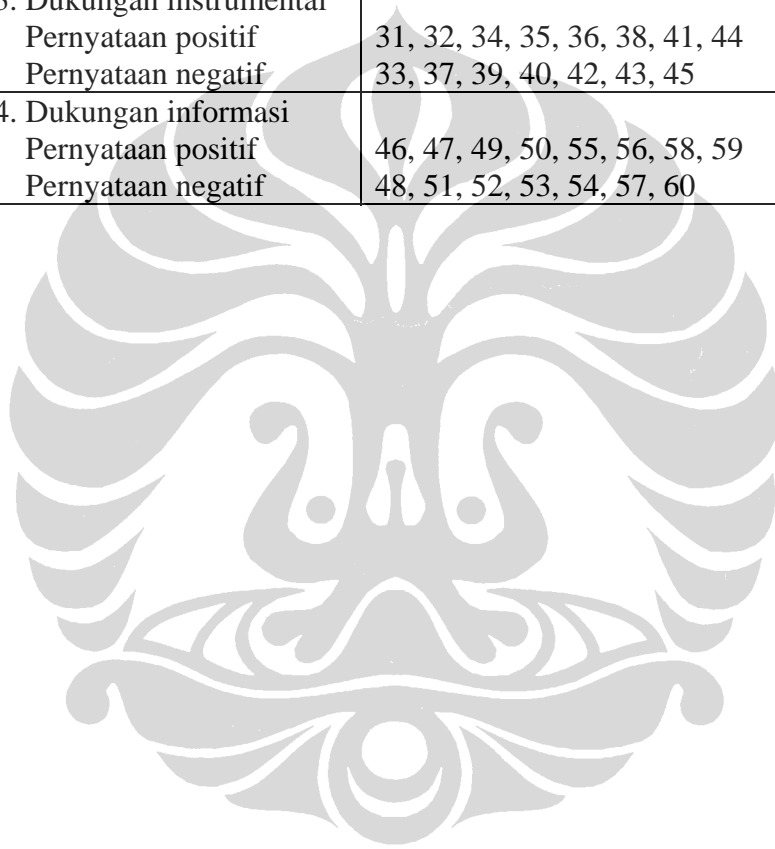 3. Dukungan instrumental
Pernyataan positif 31, 32, 34, 35, 36, 38, 41, 44
Pernyataan negatif 33, 37, 39, 40, 42, 43, 45
4. Dukungan informasi
Pernyataan positif 46, 47, 49, 50, 55, 56, 58, 59
Pernyataan negatif 48, 51, 52, 53, 54, 57, 60